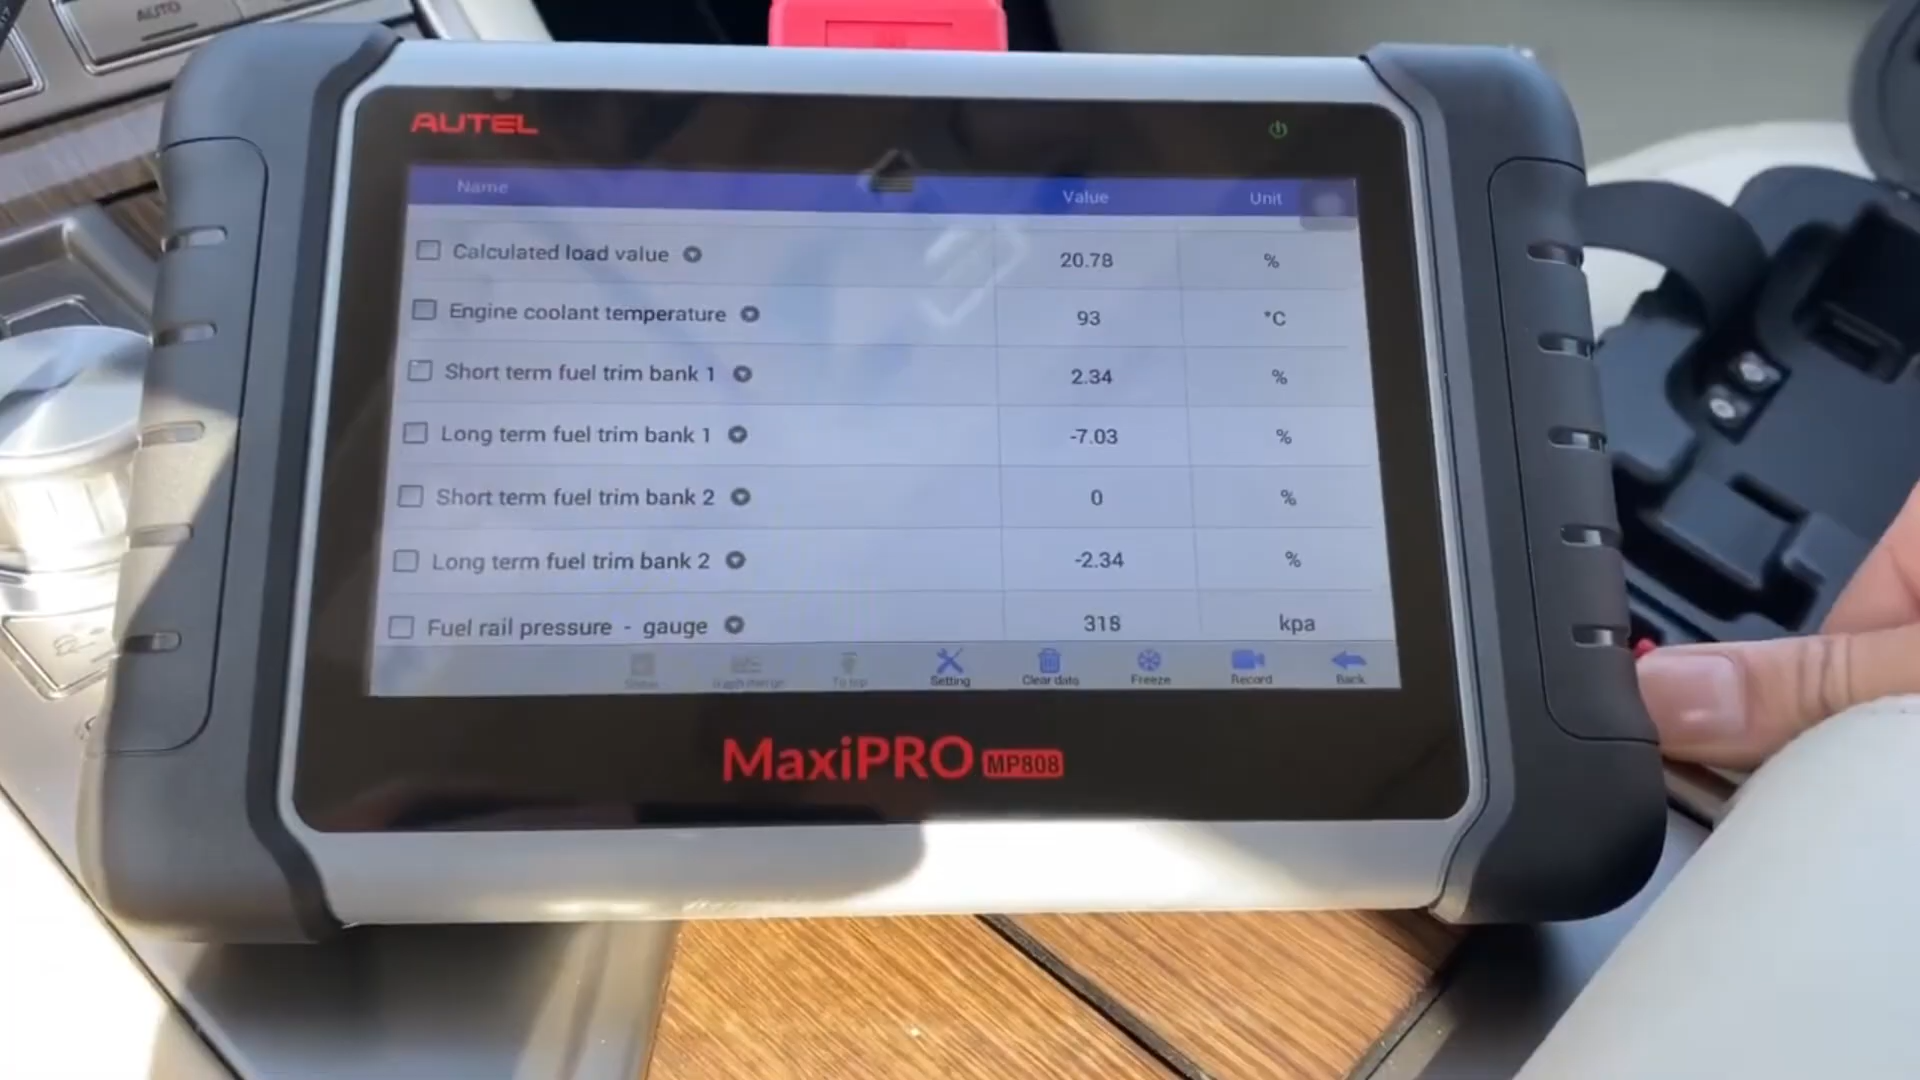 AUTO
AUTEL
Name Value Unit
Calculated load value 20.78 %
Engine coolant temperature 93 °C
Short term fuel trim bank 1 2.34 %
Long term fuel trim bank 1 -7.03 %
Short term fuel trim bank 2 0 %
Long term fuel trim bank 2 -2.34 %
Fuel rail pressure - gauge 318 kpa
To top Setting Clear data Freeze Record Back
MaxiPRO MP808